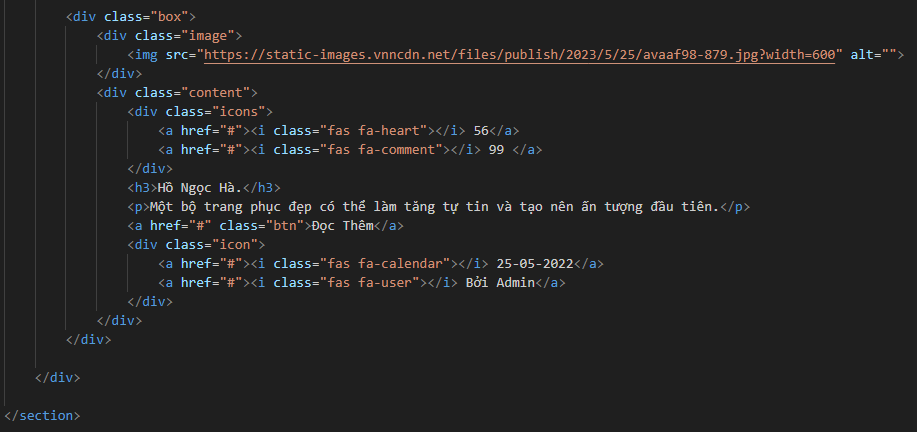 <div class="box">
<div class="image">
<img src="https://static-images.vnncdn.net/files/publish/2023/5/25/avaaf98-879.jpg?width=600" alt="">
</div>
<div class="content">
<div class="icons">
<a href="#"><i class="fas fa-heart"></i> 56</a>
<a href="#"><i class="fas fa-comment"></i> 99 </a>
</div>
<h3>Hồ Ngọc Hà.</h3>
<p>Một bộ trang phục đẹp có thể làm tăng tự tin và tạo nên ấn tượng đầu tiên.</p>
<a href="#" class="btn">Đọc Thêm</a>
<div class="icon">
<a href="#"><i class="fas fa-calendar"></i> 25-05-2022</a>
<a href="#"><i class="fas fa-user"></i> Bởi Admin</a>
</div>
</div>
</div>
</div>
</section>